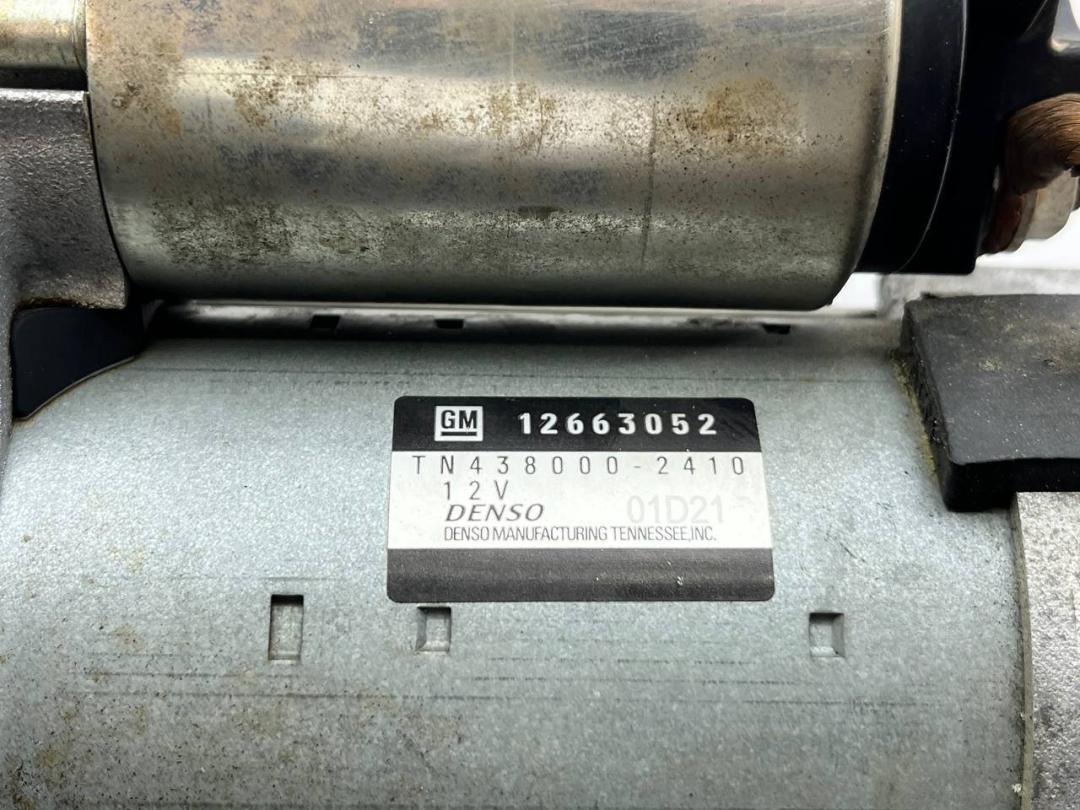 GM 12663052
TN438000-2410
12V
DENSO 01D21
DENSO MANUFACTURING TENNESSEE,INC.